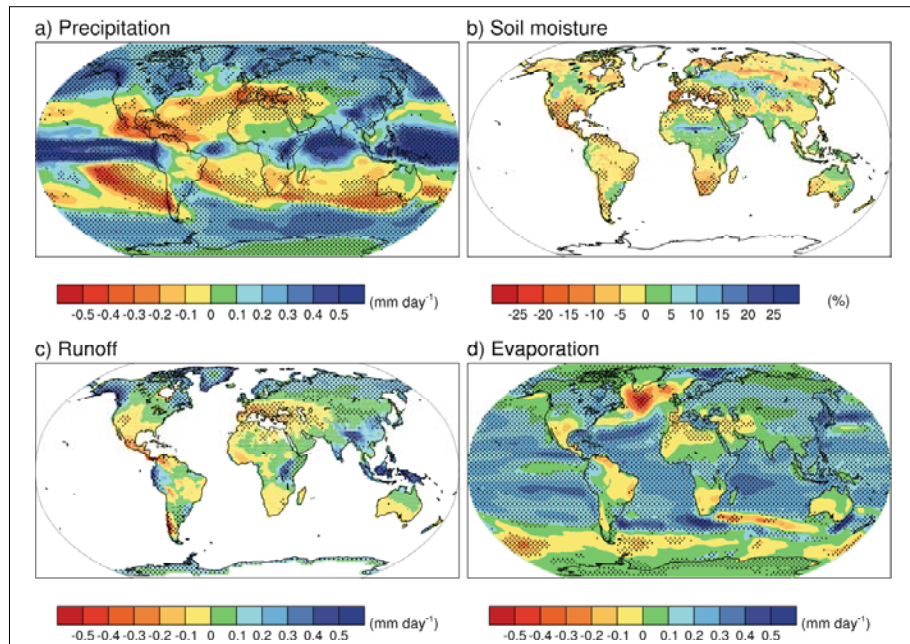 a) Precipitation
b) Soil moisture
-0.5 -0.4 -0.3 -0.2 -0.1 0 0.1 0.2 0.3 0.4 0.5 (mm day⁻¹)
-25 -20 -15 -10 -5 0 5 10 15 20 25 (%)
c) Runoff
d) Evaporation
-0.5 -0.4 -0.3 -0.2 -0.1 0 0.1 0.2 0.3 0.4 0.5 (mm day⁻¹)
-0.5 -0.4 -0.3 -0.2 -0.1 0 0.1 0.2 0.3 0.4 0.5 (mm day⁻¹)